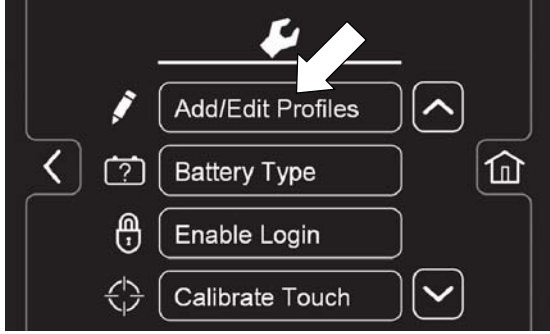 Add/Edit Profiles
Battery Type
Enable Login
Calibrate Touch